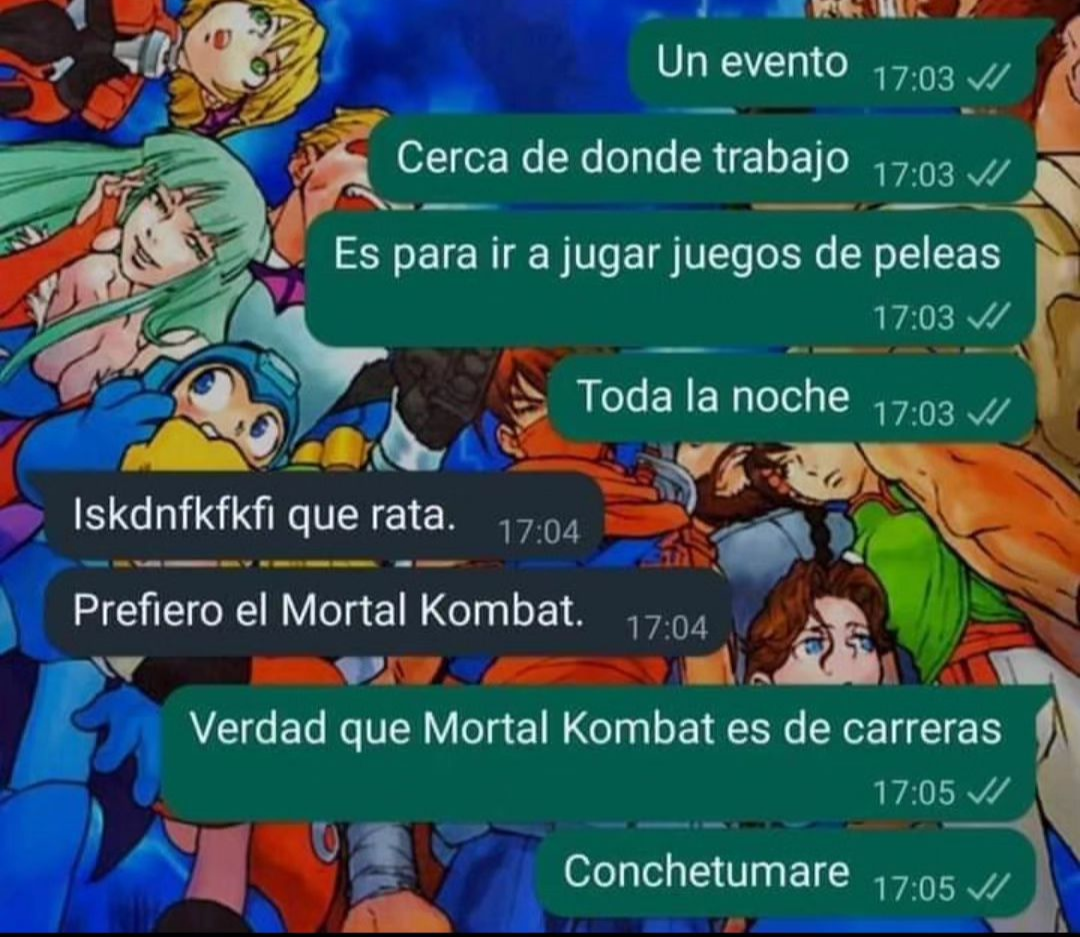 Un evento 17:03
Cerca de donde trabajo 17:03
Es para ir a jugar juegos de peleas
17:03
Toda la noche 17:03
Iskdnfkfkfi que rata. 17:04
Prefiero el Mortal Kombat. 17:04
Verdad que Mortal Kombat es de carreras
17:05
Conchetumare 17:05